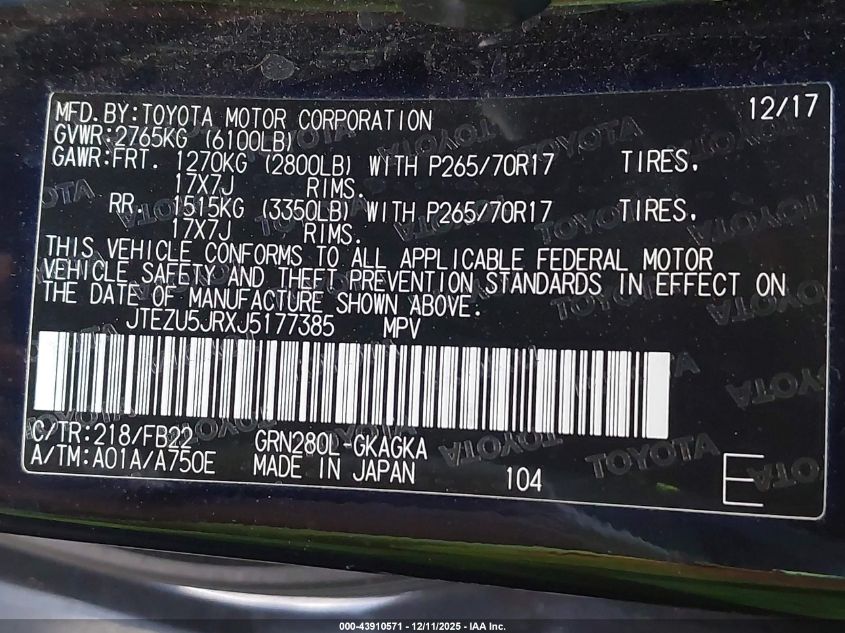 MFD.BY:TOYOTA MOTOR CORPORATION 12/17
GVWR:2765KG (6100LB)
GAWR:FRT. 1270KG (2800LB) WITH P265/70R17 TIRES.
17X7J RIMS.
RR. 1515KG (3350LB) WITH P265/70R17 TIRES.
17X7J RIMS.
THIS VEHICLE CONFORMS TO ALL APPLICABLE FEDERAL MOTOR
VEHICLE SAFETY AND THEFT PREVENTION STANDARDS IN EFFECT ON
THE DATE OF MANUFACTURE SHOWN ABOVE.
JTEZU5JRXJ5177385 MPV
C/TR:218/FB22 GRN280L-GKAGKA
A/TM:A01A/A750E MADE IN JAPAN 104 E
000-43910571 - 12/11/2025 - IAA Inc.